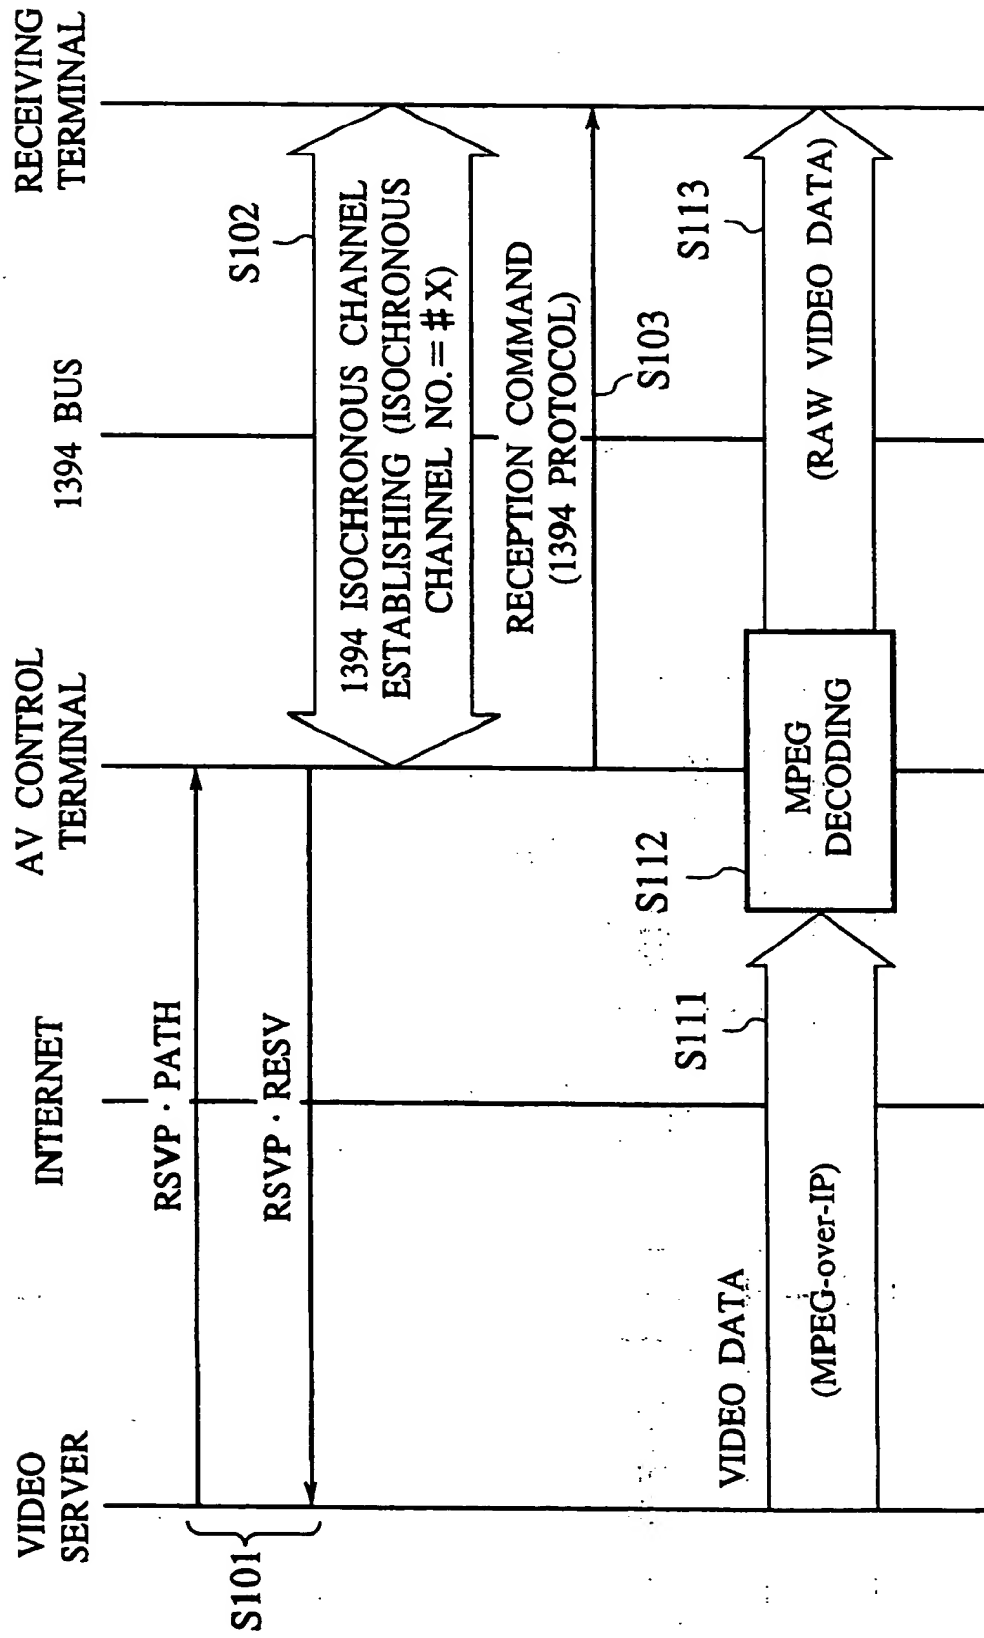 VIDEO
SERVER
INTERNET
AV CONTROL
TERMINAL
1394 BUS
RECEIVING
TERMINAL
S101
RSVP · PATH
RSVP · RESV
S102
1394 ISOCHRONOUS CHANNEL
ESTABLISHING (ISOCHRONOUS
CHANNEL NO.=#X)
RECEPTION COMMAND
(1394 PROTOCOL)
S103
VIDEO DATA
(MPEG-over-IP)
S111
S112
MPEG
DECODING
S113
(RAW VIDEO DATA)